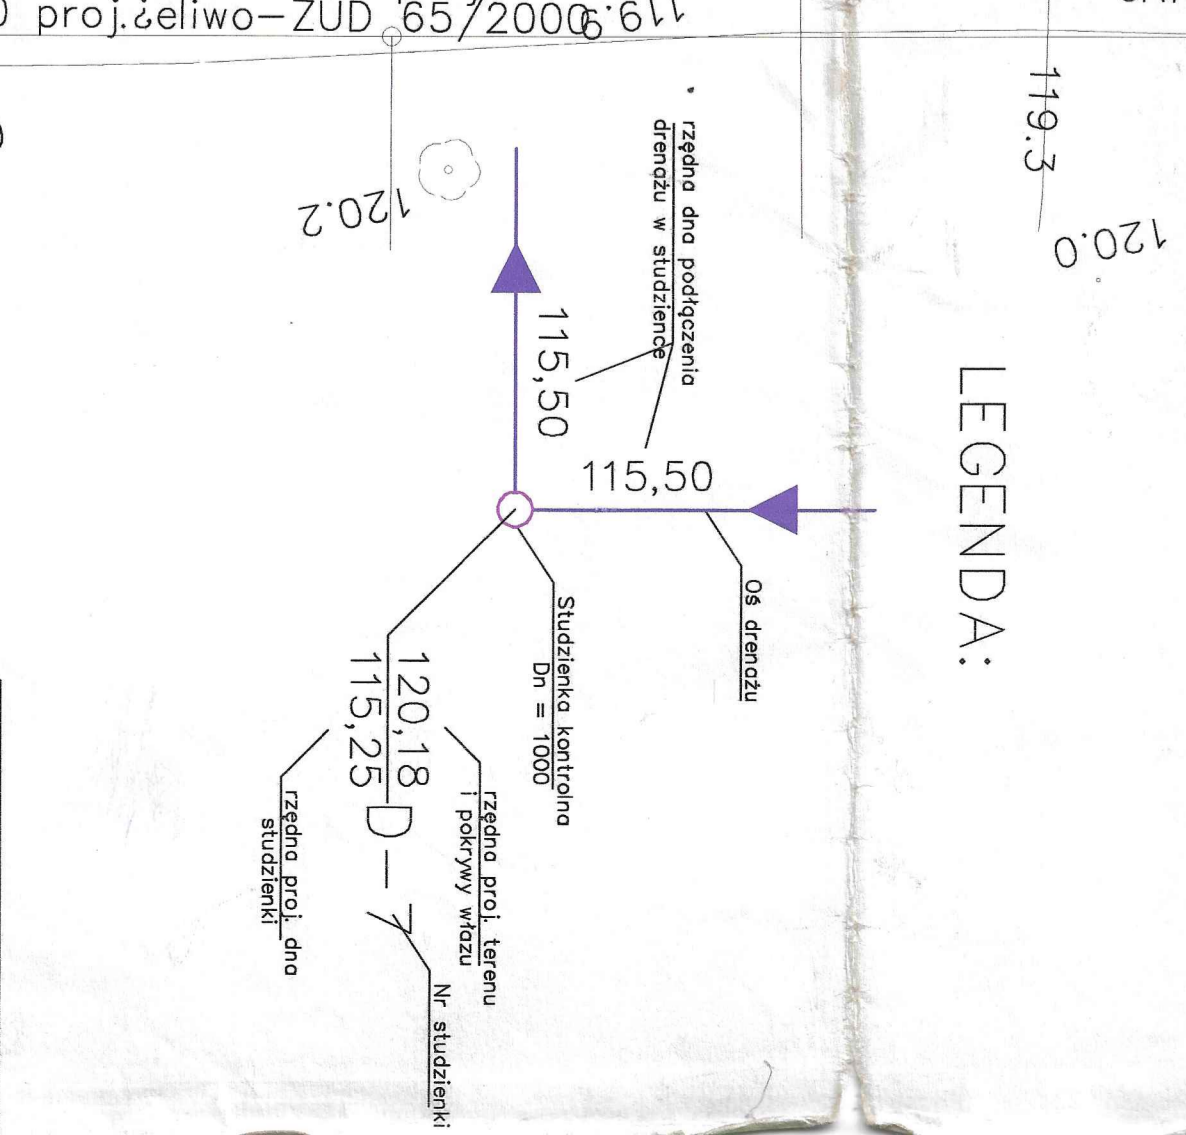 proj.żeliwo-ZUD 65/2000
119.9
119.3
120.2
120.0
LEGENDA:
rzędna dna podłączenia
drenażu w studzience
115,50
115,50
Oś drenażu
Studzienka kontrolna
Dn = 1000
120,18
115,25
D - 7
rzędna proj. terenu
i pokrywy włazu
rzędna proj. dna
studzienki
Nr studzienki